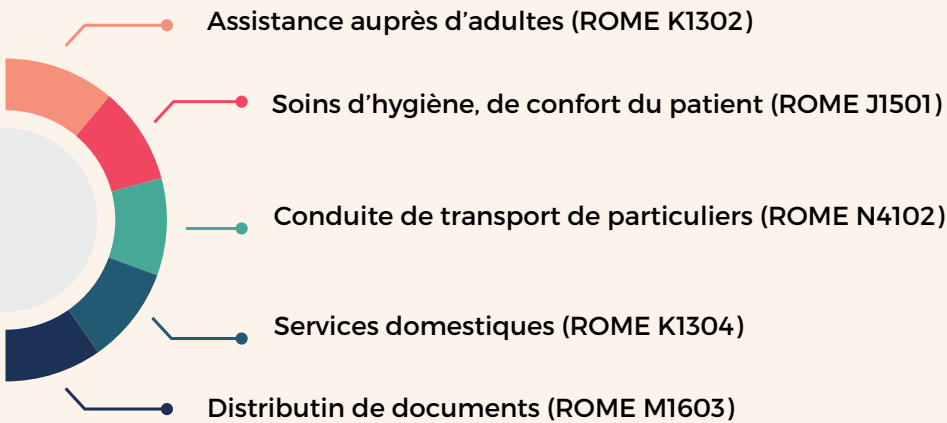 Assistance auprès d'adultes (ROME K1302)
Soins d'hygiène, de confort du patient (ROME J1501)
Conduite de transport de particuliers (ROME N4102)
Services domestiques (ROME K1304)
Distributin de documents (ROME M1603)